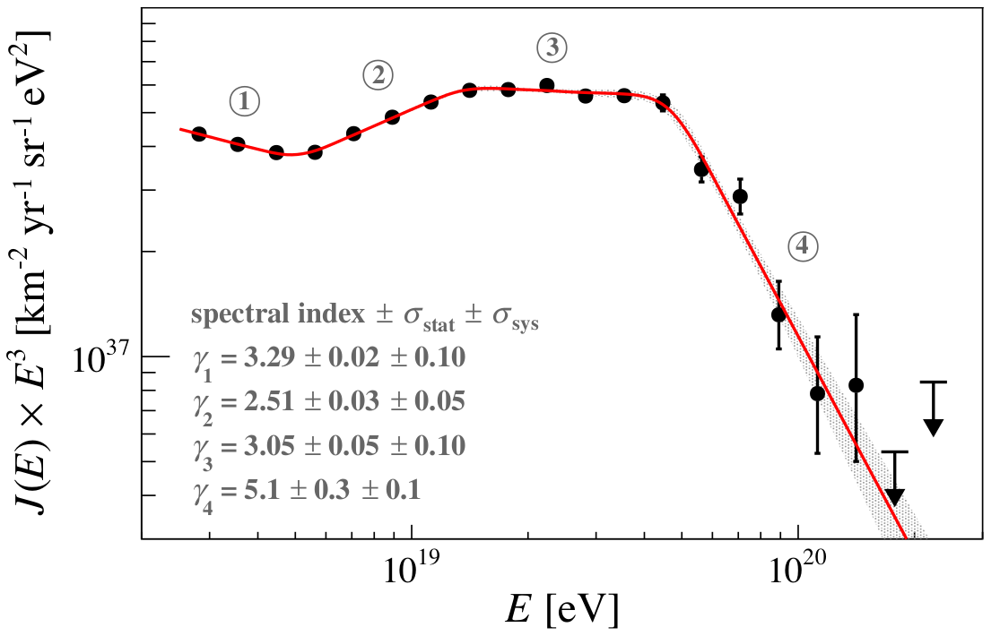 J(E) × E³ [km⁻² yr⁻¹ sr⁻¹ eV²]
① ② ③ ④
spectral index ± σ_stat ± σ_sys
γ₁ = 3.29 ± 0.02 ± 0.10
γ₂ = 2.51 ± 0.03 ± 0.05
γ₃ = 3.05 ± 0.05 ± 0.10
γ₄ = 5.1 ± 0.3 ± 0.1
10³⁷
10¹⁹ 10²⁰
E [eV]